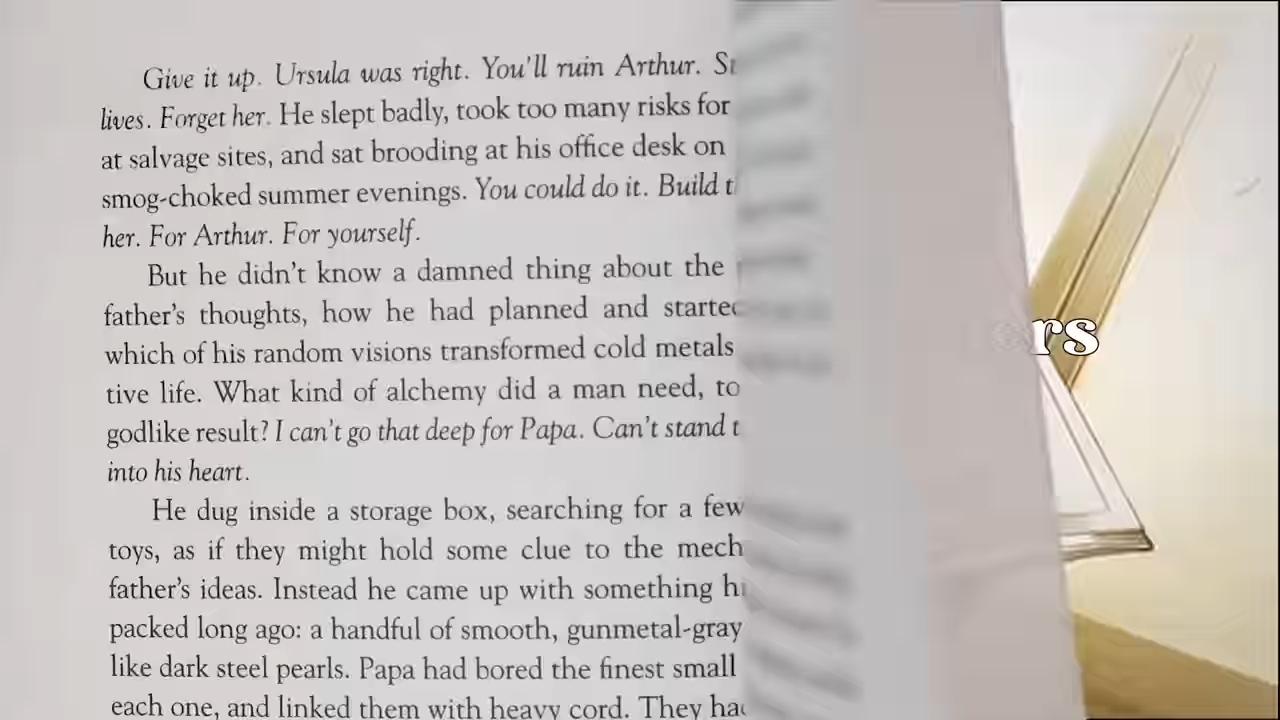 Give it up. Ursula was right. You'll ruin Arthur.
lives. Forget her. He slept badly, took too many risks for
at salvage sites, and sat brooding at his office desk on
smog-choked summer evenings. You could do it. Build
her. For Arthur. For yourself.
But he didn't know a damned thing about the
father's thoughts, how he had planned and started
which of his random visions transformed cold metals
tive life. What kind of alchemy did a man need, to
godlike result? I can't go that deep for Papa. Can't stand
into his heart.
He dug inside a storage box, searching for a few
toys, as if they might hold some clue to the mech
father's ideas. Instead he came up with something
packed long ago: a handful of smooth, gunmetal-gray
like dark steel pearls. Papa had bored the finest small
each one, and linked them with heavy cord. They had
rs